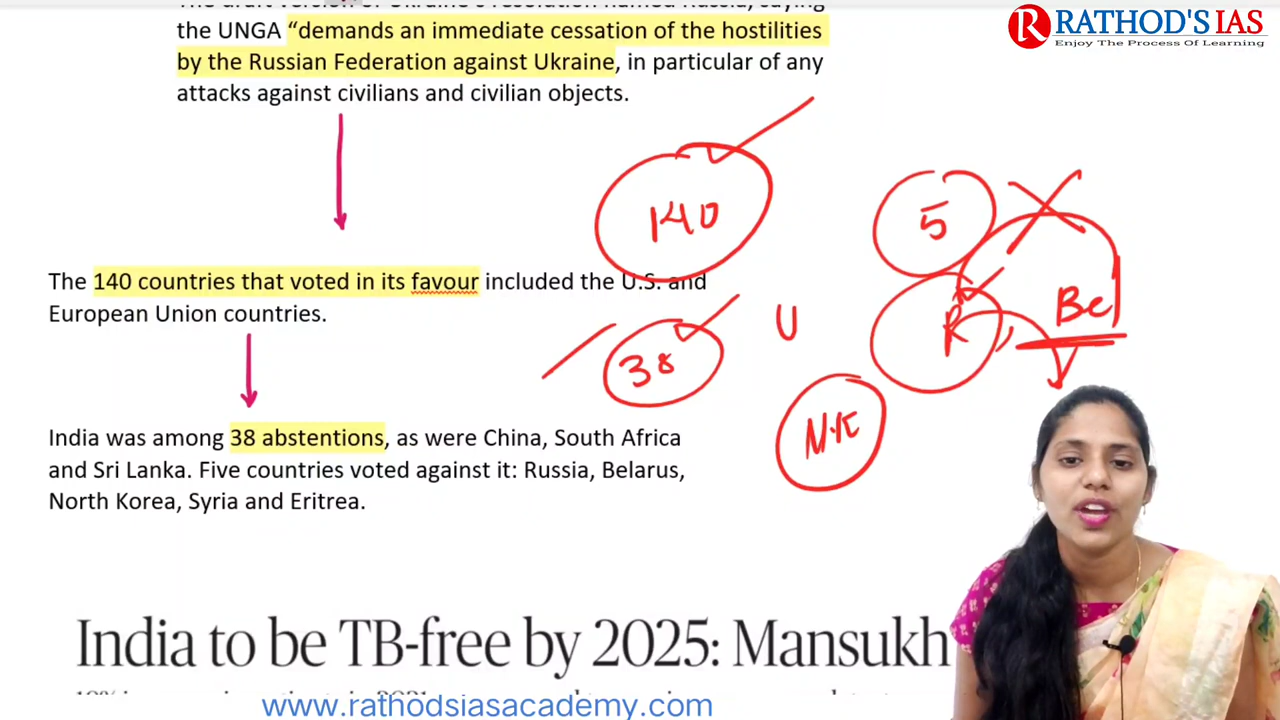 the UNGA “demands an immediate cessation of the hostilities
by the Russian Federation against Ukraine, in particular of any
attacks against civilians and civilian objects.
RATHOD'S IAS
Enjoy The Process Of Learning
R
140
5
The 140 countries that voted in its favour included the U.S. and
European Union countries.
38
U
R,
Bel
N.K
India was among 38 abstentions, as were China, South Africa
and Sri Lanka. Five countries voted against it: Russia, Belarus,
North Korea, Syria and Eritrea.
India to be TB-free by 2025: Mansukh
www.rathodsiasacademy.com